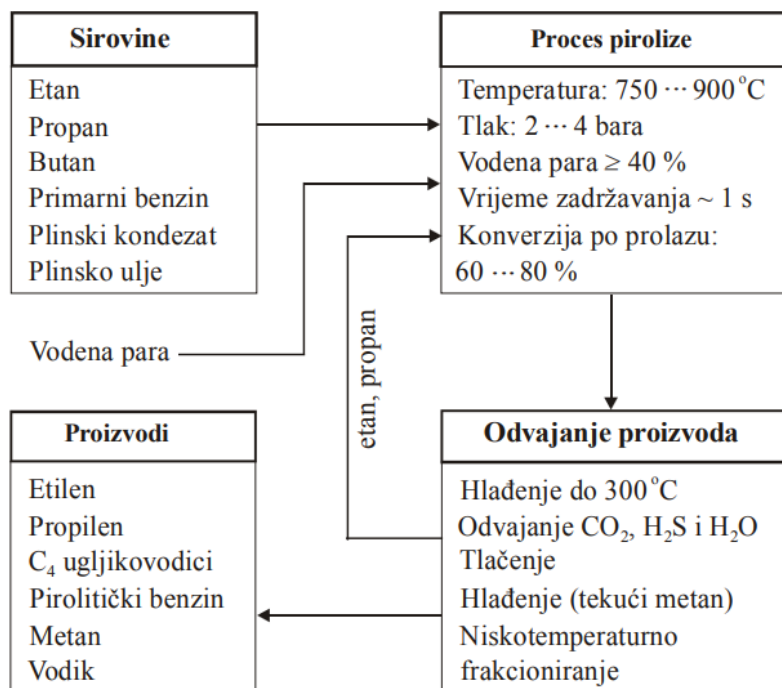 Sirovine
Etan
Propan
Butan
Primarni benzin
Plinski kondezat
Plinsko ulje
Vodena para
Proces pirolize
Temperatura: 750 ··· 900 °C
Tlak: 2 ··· 4 bara
Vodena para ≥ 40 %
Vrijeme zadržavanja ~ 1 s
Konverzija po prolazu:
60 ··· 80 %
etan, propan
Odvajanje proizvoda
Hlađenje do 300 °C
Odvajanje CO₂, H₂S i H₂O
Tlačenje
Hlađenje (tekući metan)
Niskotemperaturno
frakcioniranje
Proizvodi
Etilen
Propilen
C₄ ugljikovodici
Pirolitički benzin
Metan
Vodik